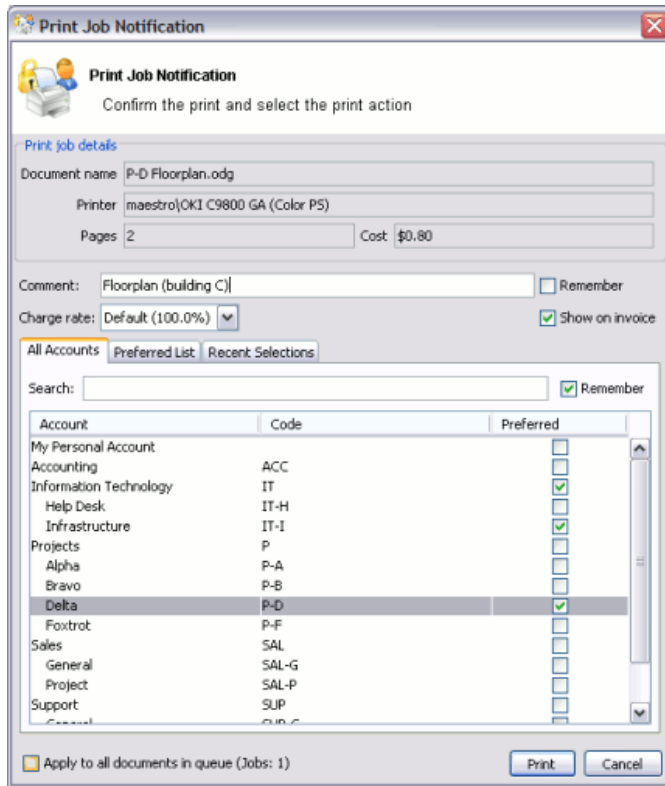 Print Job Notification
Print Job Notification
Confirm the print and select the print action
Print job details
Document name P-D Floorplan.odg
Printer maestro\OKI C9800 GA (Color PS)
Pages 2 Cost $0.80
Comment: Floorplan (building C) Remember
Charge rate: Default (100.0%) Show on invoice
All Accounts Preferred List Recent Selections
Search: Remember
Account Code Preferred
My Personal Account
Accounting ACC
Information Technology IT
Help Desk IT-H
Infrastructure IT-I
Projects P
Alpha P-A
Bravo P-B
Delta P-D
Foxtrot P-F
Sales SAL
General SAL-G
Project SAL-P
Support SUP
General SUP-G
Apply to all documents in queue (Jobs: 1) Print Cancel